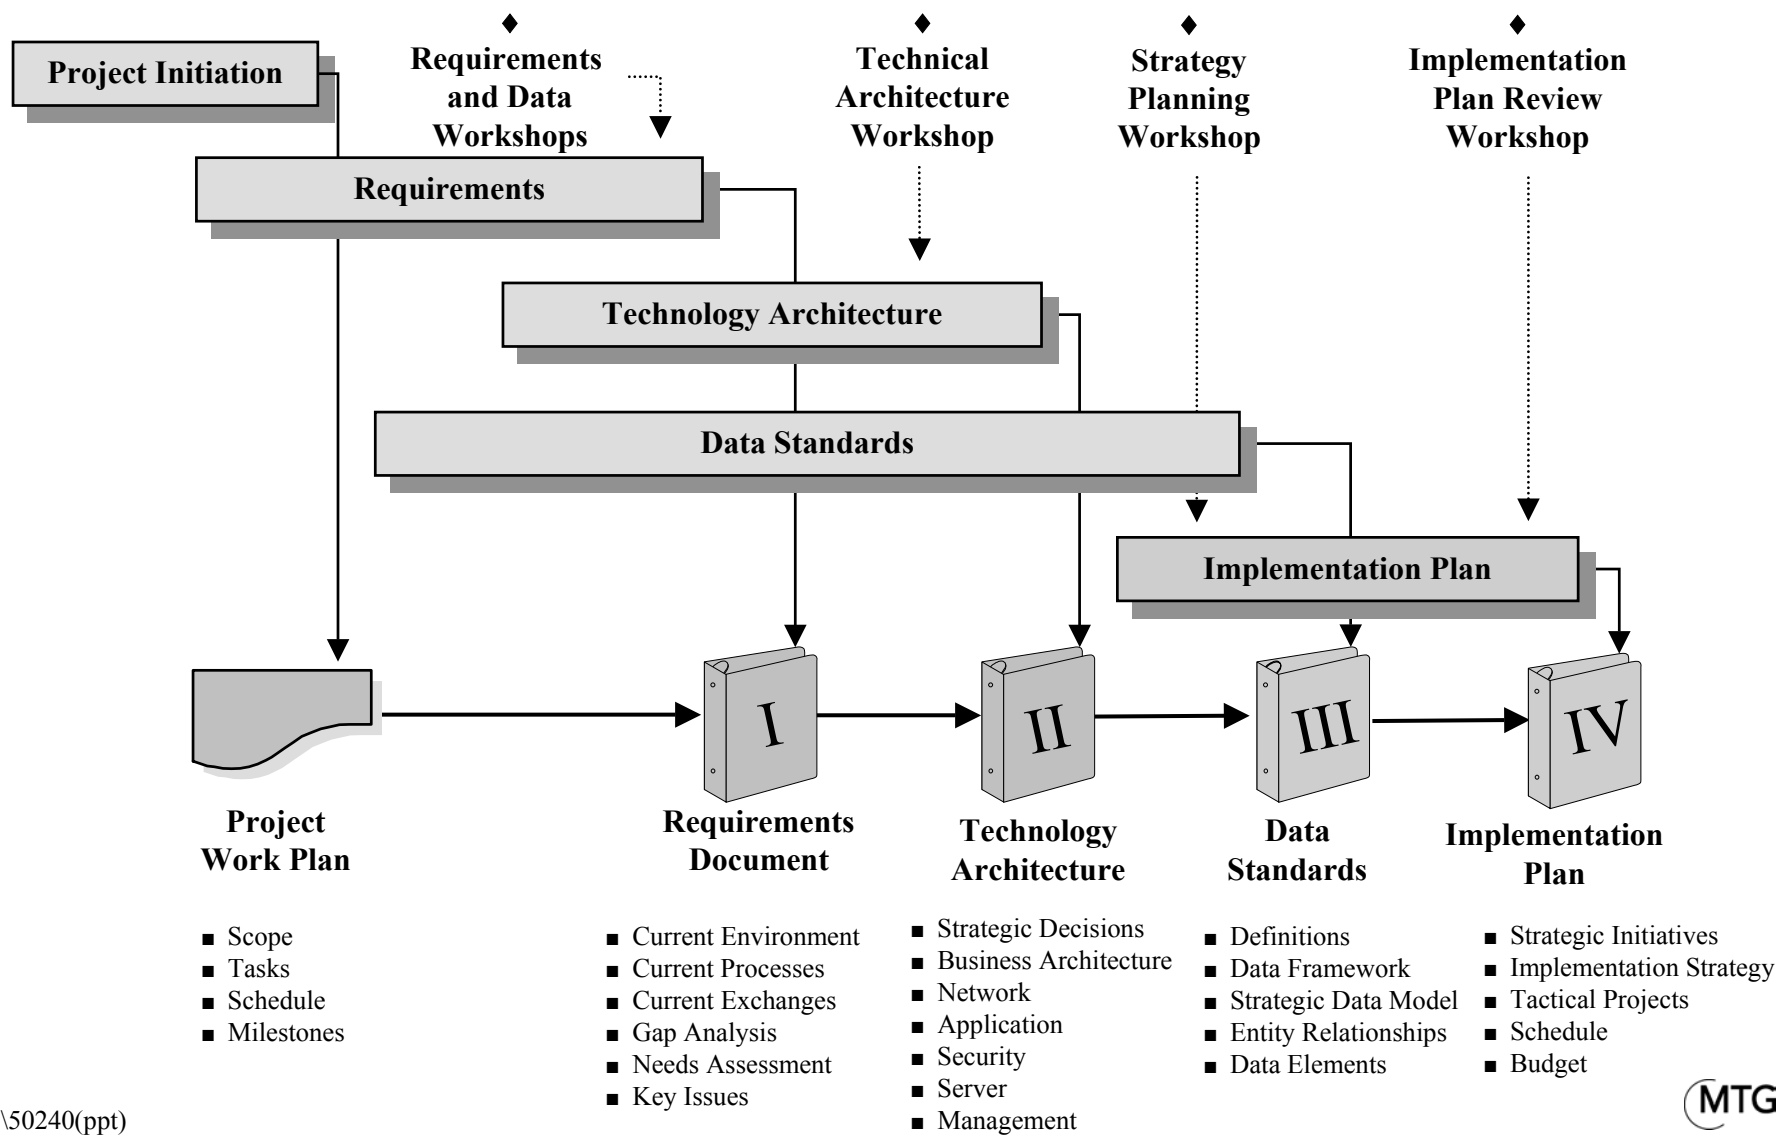 ♦
Requirements
and Data
Workshops
♦
Technical
Architecture
Workshop
♦
Strategy
Planning
Workshop
♦
Implementation
Plan Review
Workshop
Project Initiation
Requirements
Technology Architecture
Data Standards
Implementation Plan
I
II
III
IV
Project
Work Plan
■ Scope
■ Tasks
■ Schedule
■ Milestones
Requirements
Document
■ Current Environment
■ Current Processes
■ Current Exchanges
■ Gap Analysis
■ Needs Assessment
■ Key Issues
Technology
Architecture
■ Strategic Decisions
■ Business Architecture
■ Network
■ Application
■ Security
■ Server
■ Management
Data
Standards
■ Definitions
■ Data Framework
■ Strategic Data Model
■ Entity Relationships
■ Data Elements
Implementation
Plan
■ Strategic Initiatives
■ Implementation Strategy
■ Tactical Projects
■ Schedule
■ Budget
\50240(ppt)
MTG